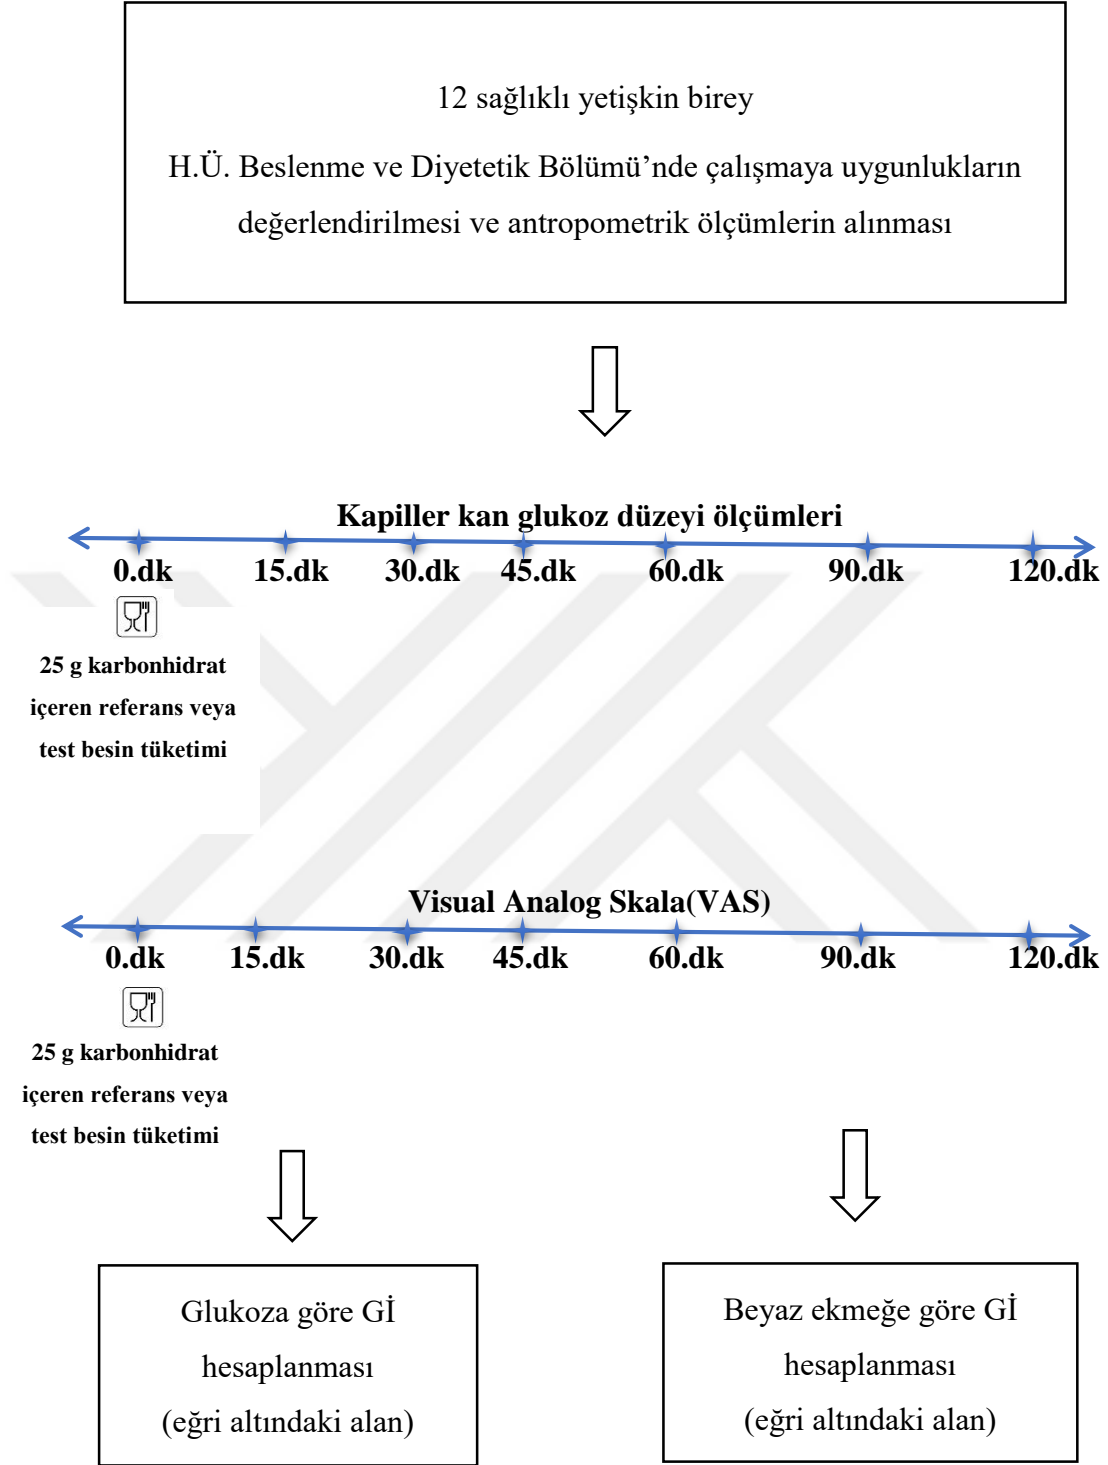 12 sağlıklı yetişkin birey
H.Ü. Beslenme ve Diyetetik Bölümü’nde çalışmaya uygunlukların
değerlendirilmesi ve antropometrik ölçümlerin alınması
Kapiller kan glukoz düzeyi ölçümleri
0.dk 15.dk 30.dk 45.dk 60.dk 90.dk 120.dk
25 g karbonhidrat
içeren referans veya
test besin tüketimi
Visual Analog Skala(VAS)
0.dk 15.dk 30.dk 45.dk 60.dk 90.dk 120.dk
25 g karbonhidrat
içeren referans veya
test besin tüketimi
Glukoza göre Gİ
hesaplanması
(eğri altındaki alan)
Beyaz ekmeğe göre Gİ
hesaplanması
(eğri altındaki alan)